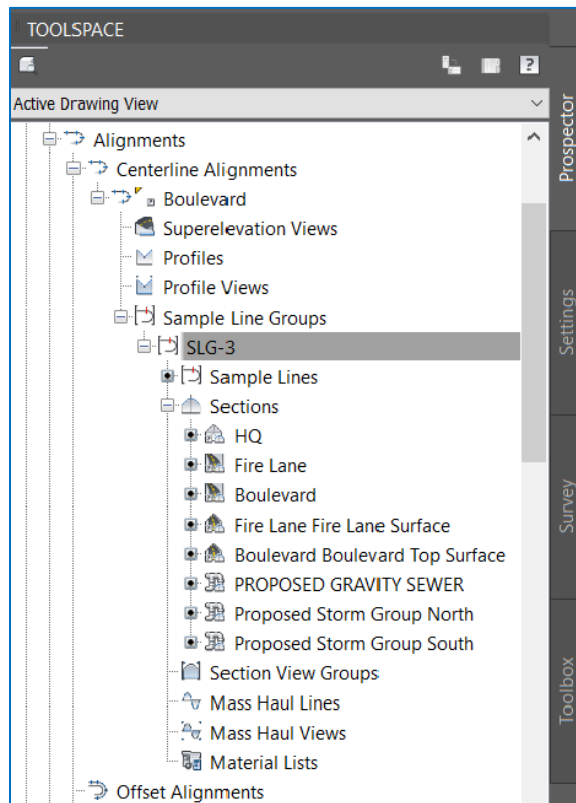 TOOLSPACE
?
Active Drawing View
Alignments
Centerline Alignments
Boulevard
Superelevation Views
Profiles
Profile Views
Sample Line Groups
SLG-3
Sample Lines
Sections
HQ
Fire Lane
Boulevard
Fire Lane Fire Lane Surface
Boulevard Boulevard Top Surface
PROPOSED GRAVITY SEWER
Proposed Storm Group North
Proposed Storm Group South
Section View Groups
Mass Haul Lines
Mass Haul Views
Material Lists
Offset Alignments
Prospector
Settings
Survey
Toolbox